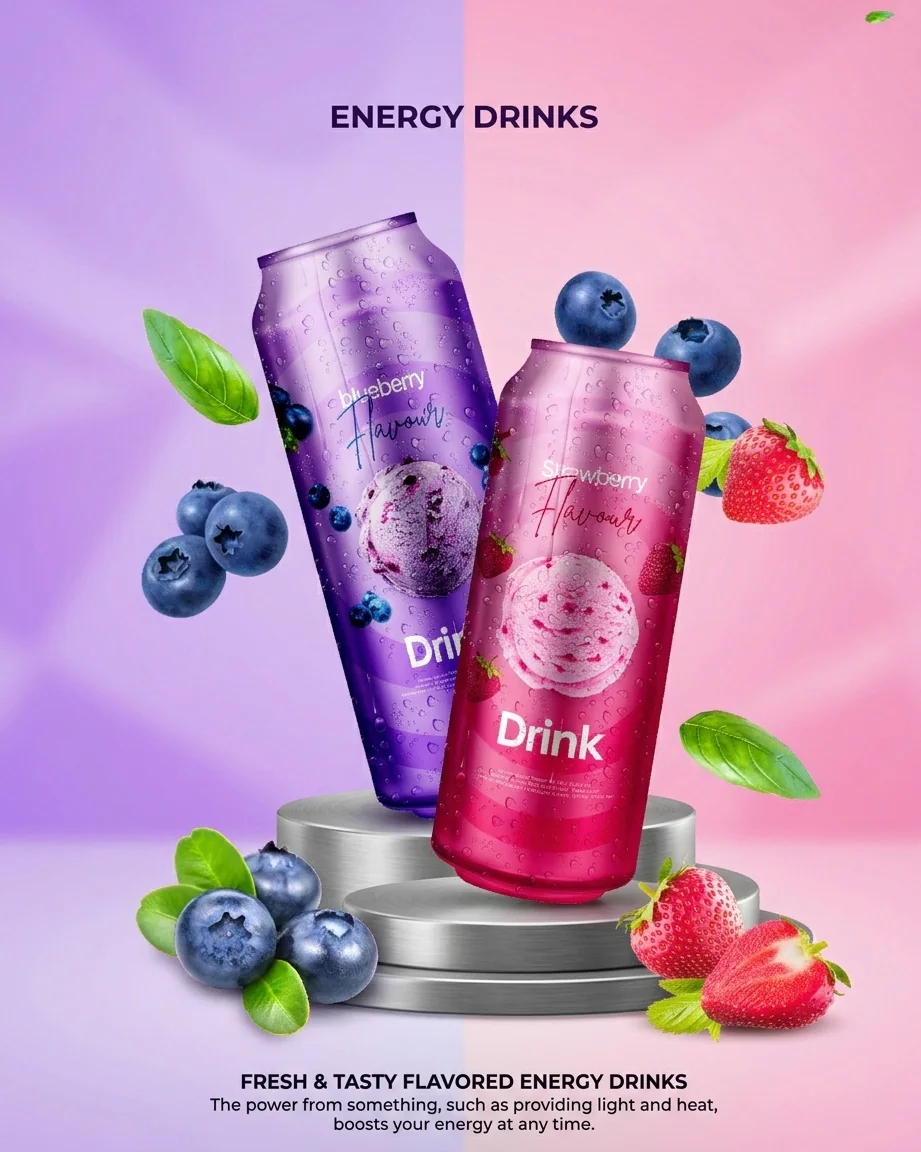 ENERGY DRINKS
blueberry
Flavour
Strawberry
Flavour
Drink
FRESH & TASTY FLAVORED ENERGY DRINKS
The power from something, such as providing light and heat,
boosts your energy at any time.